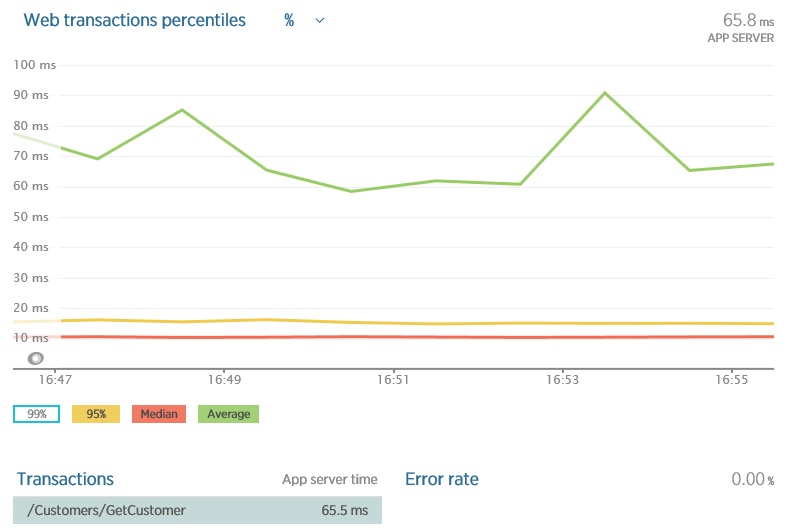 Web transactions percentiles % 65.8 ms
APP SERVER
100 ms
90 ms
80 ms
70 ms
60 ms
50 ms
40 ms
30 ms
20 ms
10 ms
16:47 16:49 16:51 16:53 16:55
99% 95% Median Average
Transactions App server time Error rate 0.00 %
/Customers/GetCustomer 65.5 ms